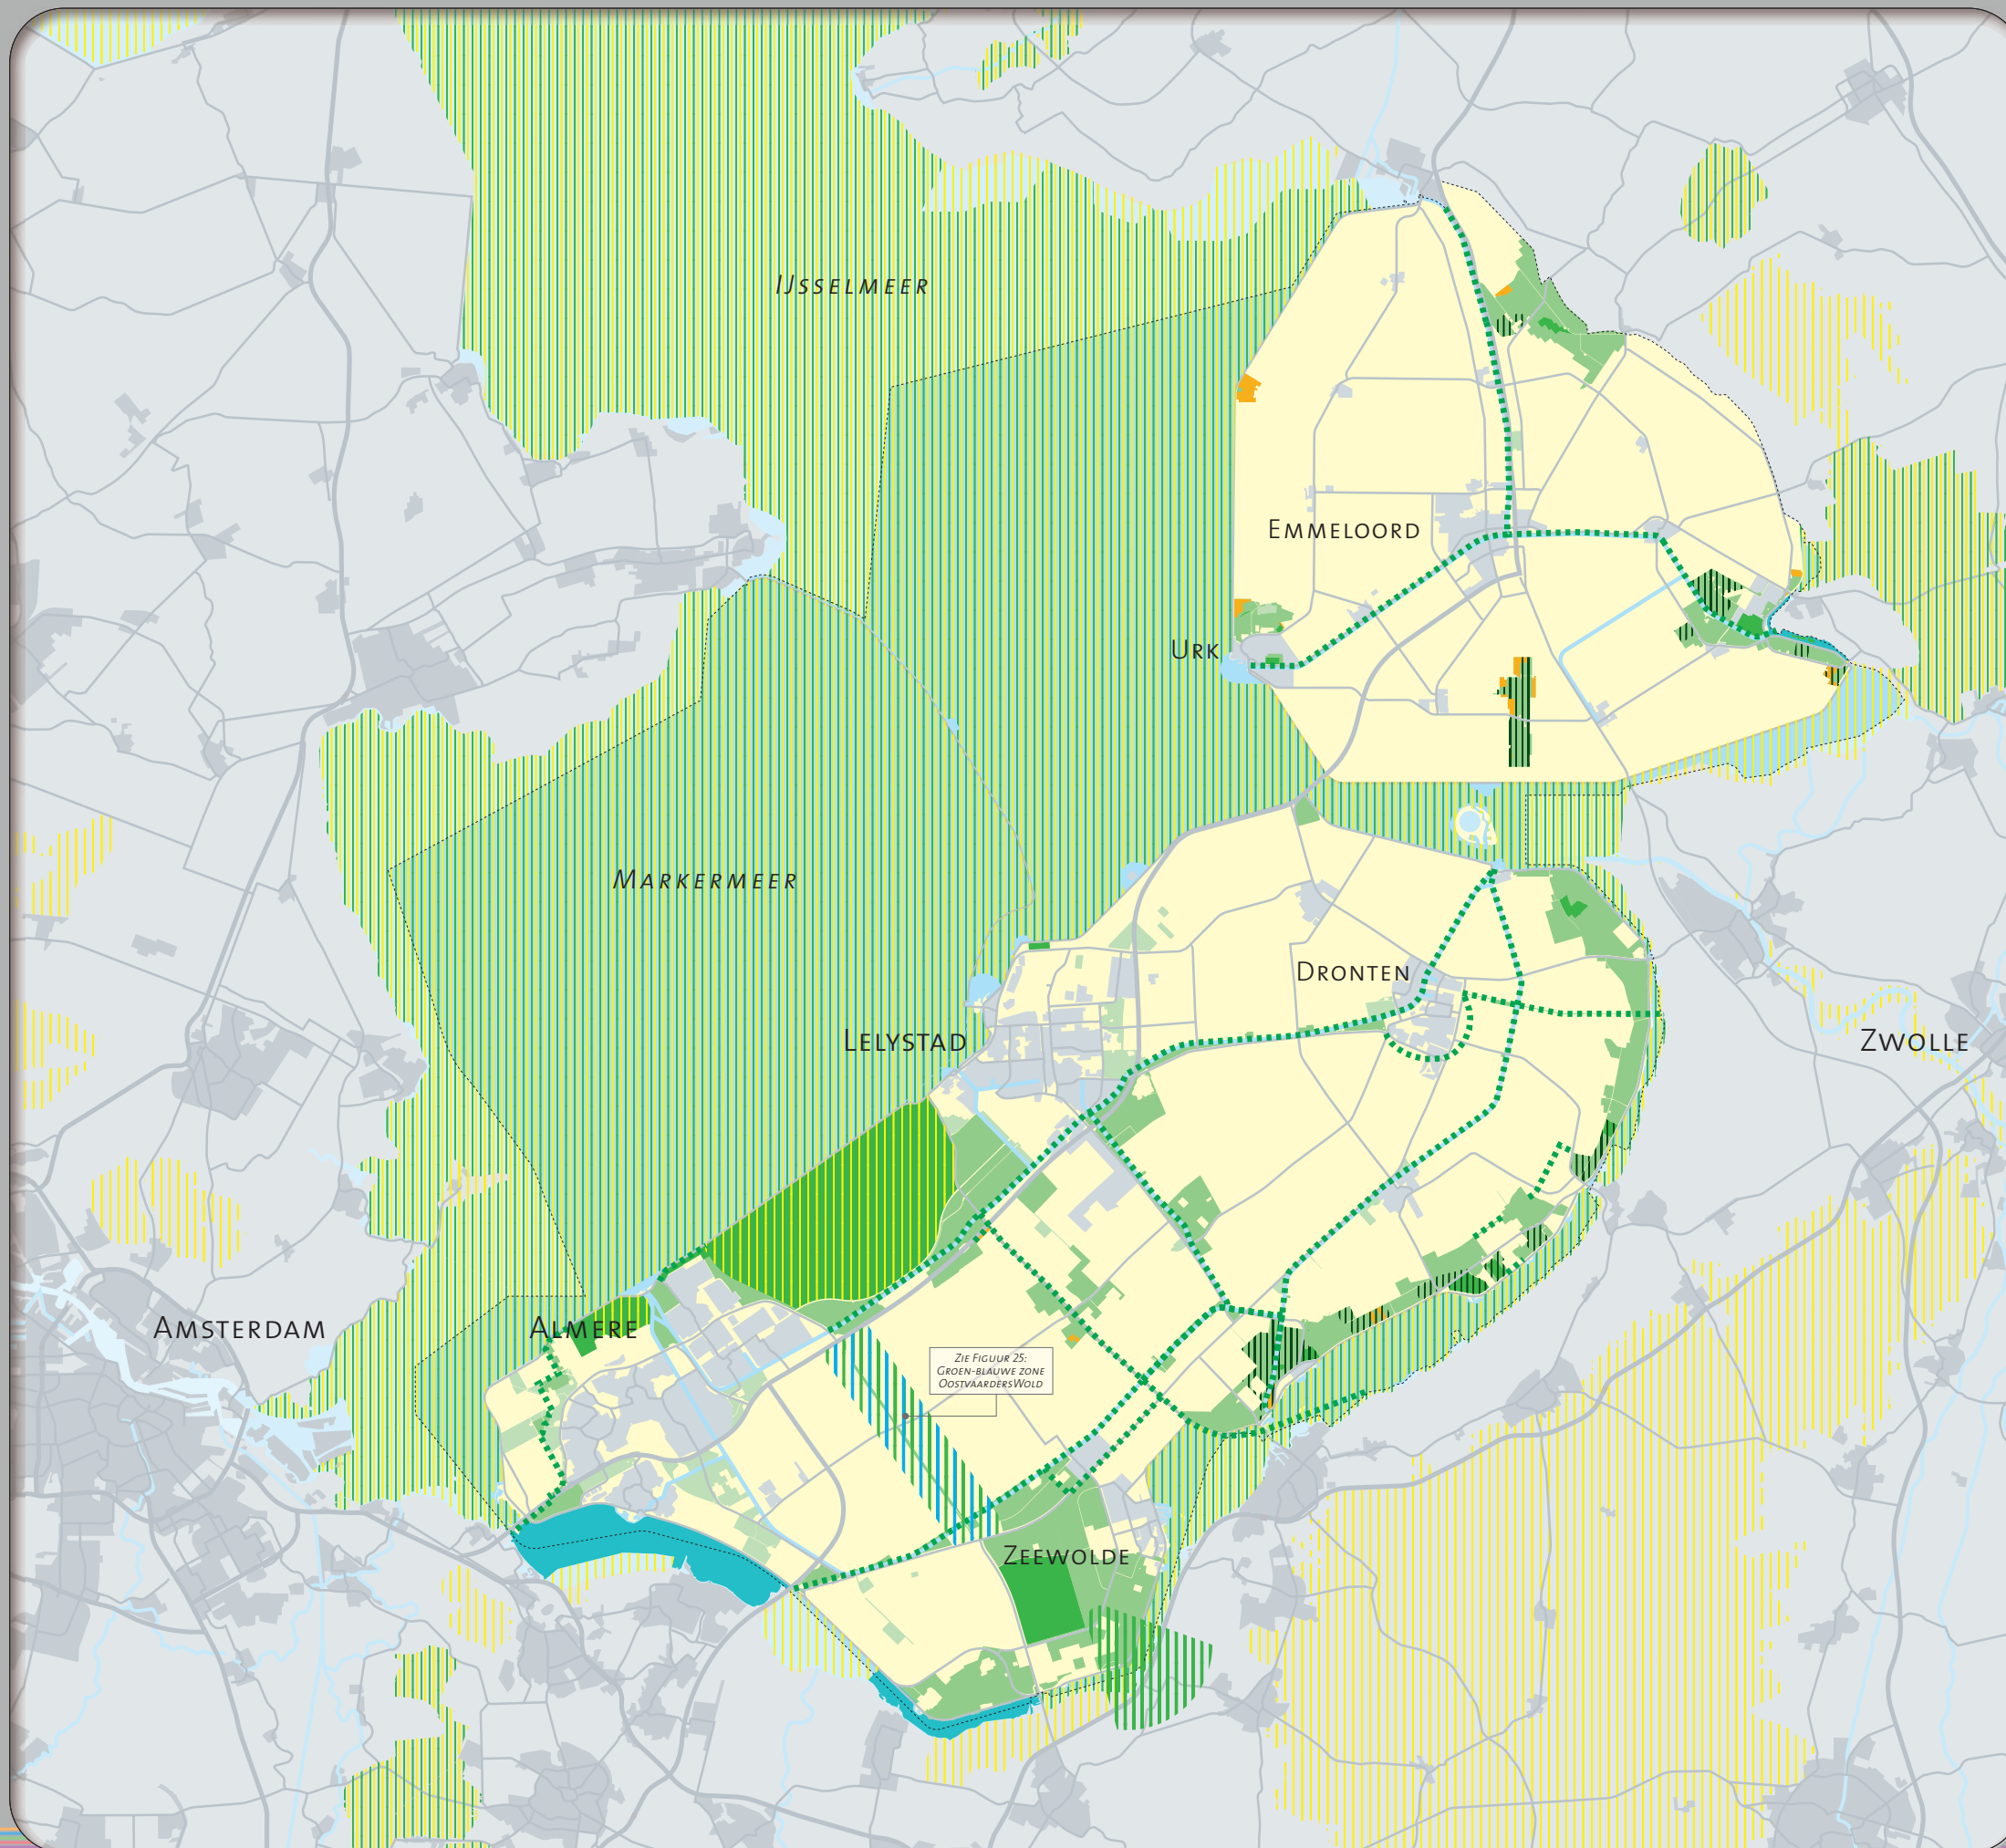 IJsselmeer
Emmeloord
Urk
Markermeer
Dronten
Lelystad
Zwolle
Amsterdam
Almere
Zie Figuur 25:
Groen-blauwe zone
OostvaardersWold
Zeewolde